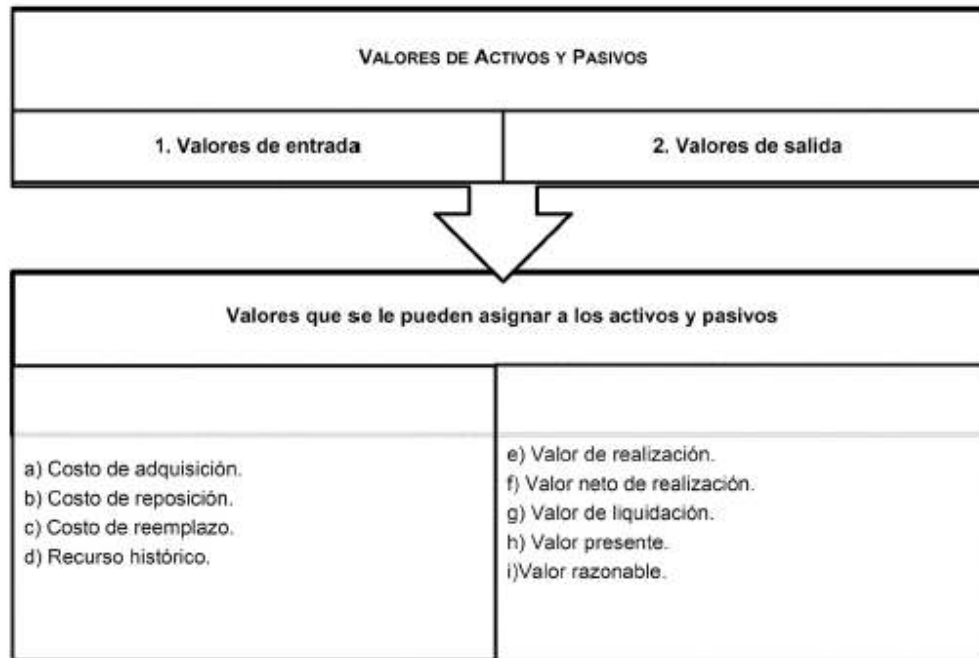 VALORES DE ACTIVOS Y PASIVOS
1. Valores de entrada
2. Valores de salida
Valores que se le pueden asignar a los activos y pasivos
a) Costo de adquisición.
b) Costo de reposición.
c) Costo de reemplazo.
d) Recurso histórico.
e) Valor de realización.
f) Valor neto de realización.
g) Valor de liquidación.
h) Valor presente.
i)Valor razonable.